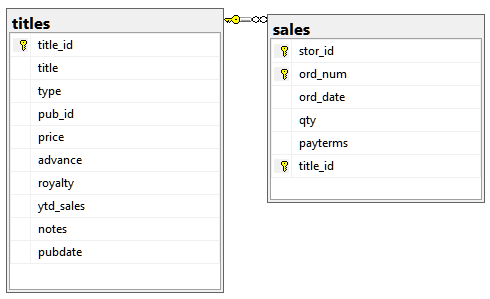 titles
title_id
title
type
pub_id
price
advance
royalty
ytd_sales
notes
pubdate
sales
stor_id
ord_num
ord_date
qty
payterms
title_id